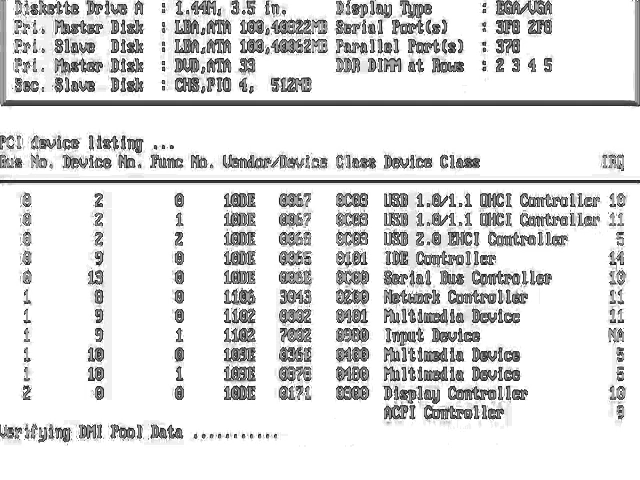 Diskette Drive A : 1.44M, 3.5 in. Display Type : EGA/VGA
Pri. Master Disk : LBA,ATA 100, Serial Port(s) : 3F8 2F8
Pri. Slave Disk : LBA,ATA 100, Parallel Port(s) : 378
Pri. Master Disk : DVD,ATA 33 DDR DIMM at Rows : 2 3 4 5
Sec. Slave Disk : CHS,PIO 4, 512MB
PCI device listing ...
Bus No. Device No. Func No. Vendor/Device Class Device Class IRQ
0 2 0 10DE 0067 0C03 USB 1.0/1.1 OHCI Controller 10
0 2 1 10DE 0067 0C03 USB 1.0/1.1 OHCI Controller 11
0 2 2 10DE 0068 0C03 USB 2.0 EHCI Controller 5
0 9 0 10DE 0065 0101 IDE Controller 14
0 13 0 10DE 0C00 Serial Bus Controller 10
1 8 0 1106 3043 0200 Network Controller 11
1 9 0 1102 0002 0401 Multimedia Device 11
1 9 1 1102 7002 0980 Input Device NA
1 10 0 109E 036E 0400 Multimedia Device 5
1 10 1 109E 0878 0480 Multimedia Device 5
2 0 0 10DE 0171 0300 Display Controller 10
ACPI Controller 9
Verifying DMI Pool Data ...........